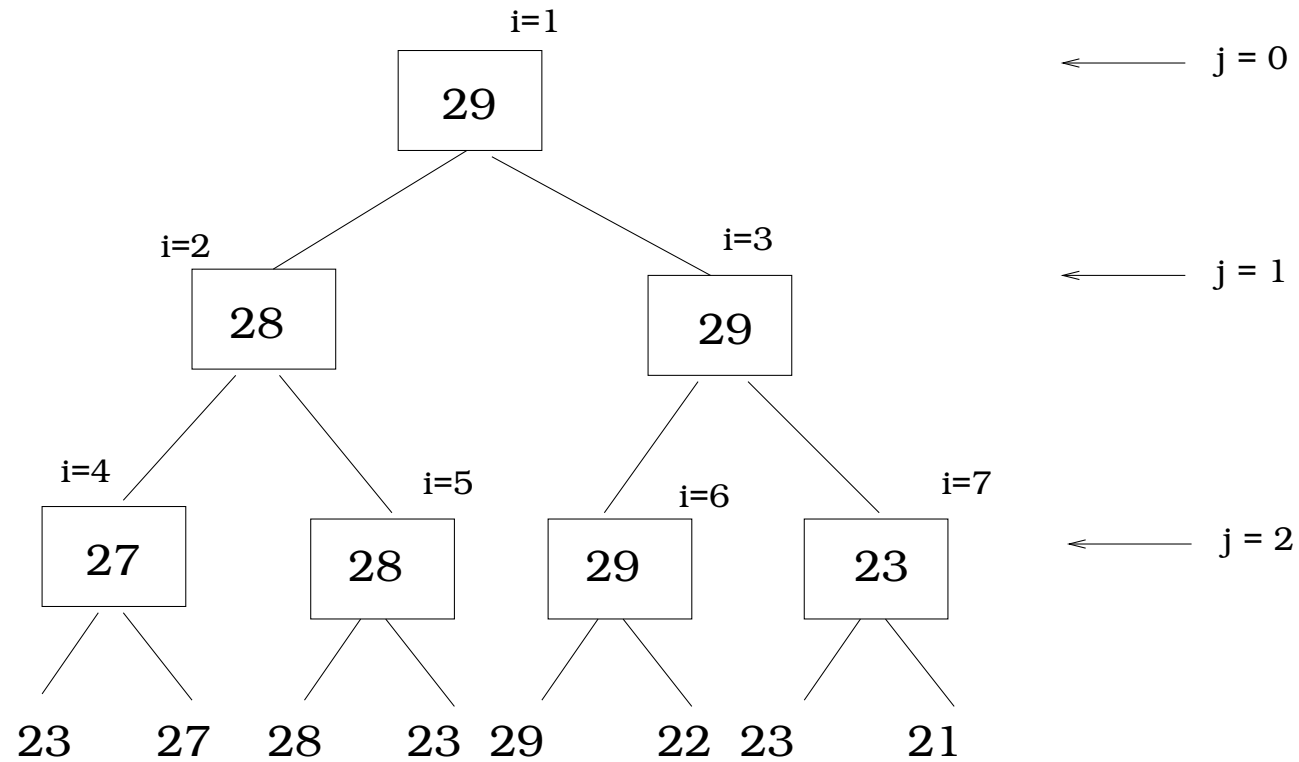 i=1
j = 0
29
i=2
i=3
j = 1
28
29
i=4
i=5
i=6
i=7
j = 2
27
28
29
23
23 27 28 23 29 22 23 21